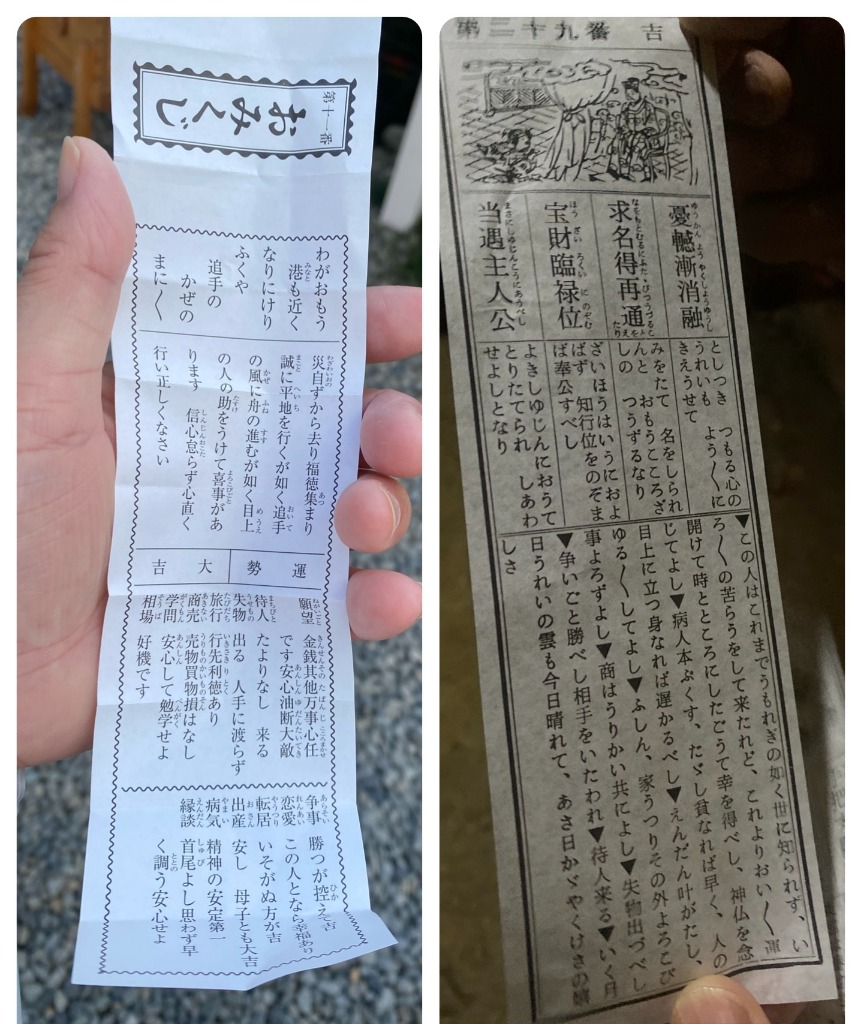 第十一番
おみくじ
わがおもう
港も近く
なりにけり
ふくや
追手の
かぜの
まに〱
災自ずから去り福徳集まり
誠に平地を行くが如く追手
の風に舟の進むが如く目上
の人の助をうけて喜事があ
ります　信心怠らず心直く
行い正しくなさい
運勢　大吉
願望　金銭其他万事心任
です安心油断大敵
待人　たよりなし　来る
失物　出る　人手に渡らず
旅行　行先利徳あり
商売　売物買物損はなし
学問　安心して勉学せよ
相場　好機です
争事　勝つが控えて吉
恋愛　この人となら幸福あり
転居　いそがぬ方が吉
出産　安し　母子とも大吉
病気　精神の安定第一
縁談　首尾よし思わず早
く調う安心せよ
第三十九番　吉
憂轗漸消融
求名得再通
宝財臨禄位
当遇主人公
としつき　つもる心の
うれいも　よう〱に
きえうせて
みをたて　名をしられ
んと　おもうこころざ
しの　つうずるなり
ざいほうはいうにおよ
ばず　知行位をのぞま
ば奉公すべし
よきしゆじんにおうて
とりたてられ　しあわ
せよしとなり
▼この人はこれまでうもれぎの如く世に知られず、い
ろ〱の苦らうをして来たれど、これよりおい〱運
開けて時とところにしたごうて幸を得べし、神仏を念
じてよし▼病人本ぷくす、たゞし貧なれば早く、人の
目上に立つ身なれば遅かるべし▼えんだん叶がたし、
ゆる〱してよし▼ふしん、家うつりその外よろこび
事よろずよし▼商はうりかい共によし▼失物出づべし
▼争いごと勝べし相手をいたわれ▼待人来る▼いく月
日うれいの雲も今日晴れて、あさ日かゞやくけさの嬉
しさ